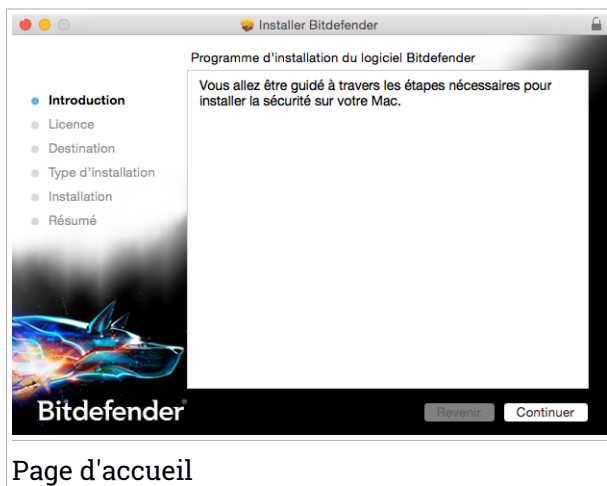 Installer Bitdefender
Programme d'installation du logiciel Bitdefender
Vous allez être guidé à travers les étapes nécessaires pour
installer la sécurité sur votre Mac.
Introduction
Licence
Destination
Type d'installation
Installation
Résumé
Bitdefender®
Revenir
Continuer
Page d'accueil